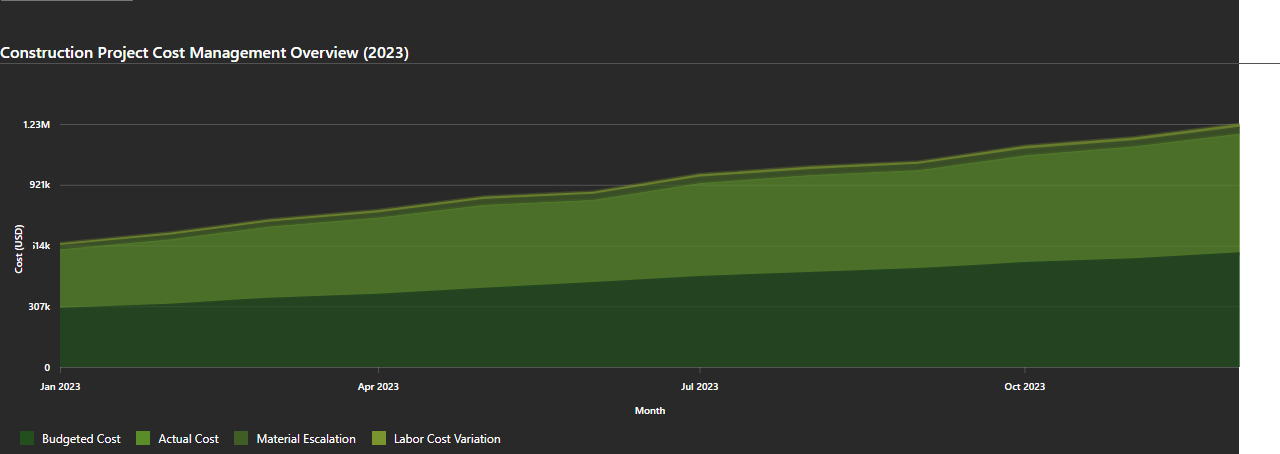 Construction Project Cost Management Overview (2023)
1.23M
921k
614k
307k
0
Cost (USD)
Jan 2023
Apr 2023
Jul 2023
Oct 2023
Month
Budgeted Cost
Actual Cost
Material Escalation
Labor Cost Variation